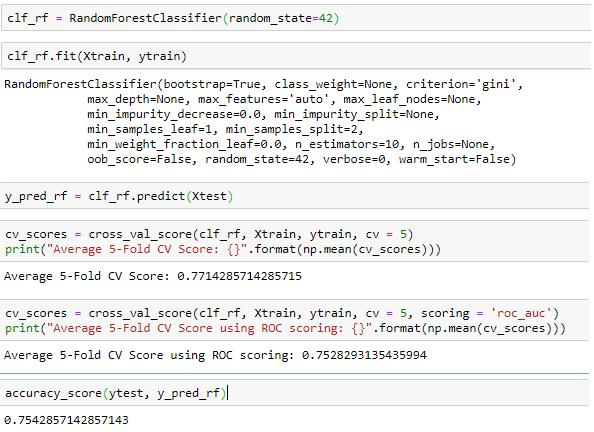 clf_rf = RandomForestClassifier(random_state=42)
clf_rf.fit(Xtrain, ytrain)
RandomForestClassifier(bootstrap=True, class_weight=None, criterion='gini',
max_depth=None, max_features='auto', max_leaf_nodes=None,
min_impurity_decrease=0.0, min_impurity_split=None,
min_samples_leaf=1, min_samples_split=2,
min_weight_fraction_leaf=0.0, n_estimators=10, n_jobs=None,
oob_score=False, random_state=42, verbose=0, warm_start=False)
y_pred_rf = clf_rf.predict(Xtest)
cv_scores = cross_val_score(clf_rf, Xtrain, ytrain, cv = 5)
print("Average 5-Fold CV Score: {}".format(np.mean(cv_scores)))
Average 5-Fold CV Score: 0.7714285714285715
cv_scores = cross_val_score(clf_rf, Xtrain, ytrain, cv = 5, scoring = 'roc_auc')
print("Average 5-Fold CV Score using ROC scoring: {}".format(np.mean(cv_scores)))
Average 5-Fold CV Score using ROC scoring: 0.7528293135435994
accuracy_score(ytest, y_pred_rf)
0.7542857142857143